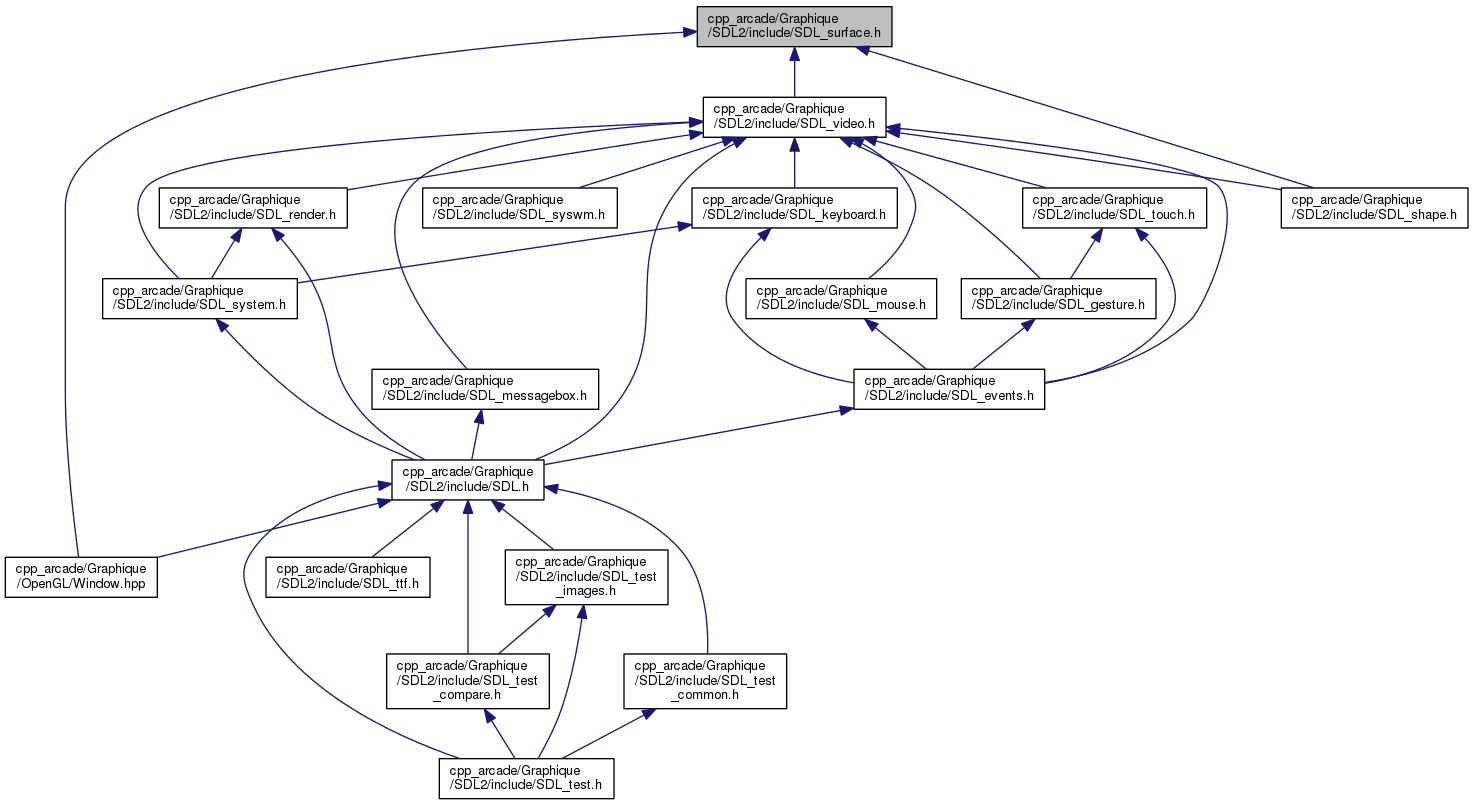 cpp_arcade/Graphique
/SDL2/include/SDL_surface.h
cpp_arcade/Graphique
/SDL2/include/SDL_video.h
cpp_arcade/Graphique
/SDL2/include/SDL_render.h
cpp_arcade/Graphique
/SDL2/include/SDL_syswm.h
cpp_arcade/Graphique
/SDL2/include/SDL_keyboard.h
cpp_arcade/Graphique
/SDL2/include/SDL_touch.h
cpp_arcade/Graphique
/SDL2/include/SDL_shape.h
cpp_arcade/Graphique
/SDL2/include/SDL_system.h
cpp_arcade/Graphique
/SDL2/include/SDL_mouse.h
cpp_arcade/Graphique
/SDL2/include/SDL_gesture.h
cpp_arcade/Graphique
/SDL2/include/SDL_messagebox.h
cpp_arcade/Graphique
/SDL2/include/SDL_events.h
cpp_arcade/Graphique
/SDL2/include/SDL.h
cpp_arcade/Graphique
/OpenGL/Window.hpp
cpp_arcade/Graphique
/SDL2/include/SDL_ttf.h
cpp_arcade/Graphique
/SDL2/include/SDL_test
_images.h
cpp_arcade/Graphique
/SDL2/include/SDL_test
_compare.h
cpp_arcade/Graphique
/SDL2/include/SDL_test
_common.h
cpp_arcade/Graphique
/SDL2/include/SDL_test.h